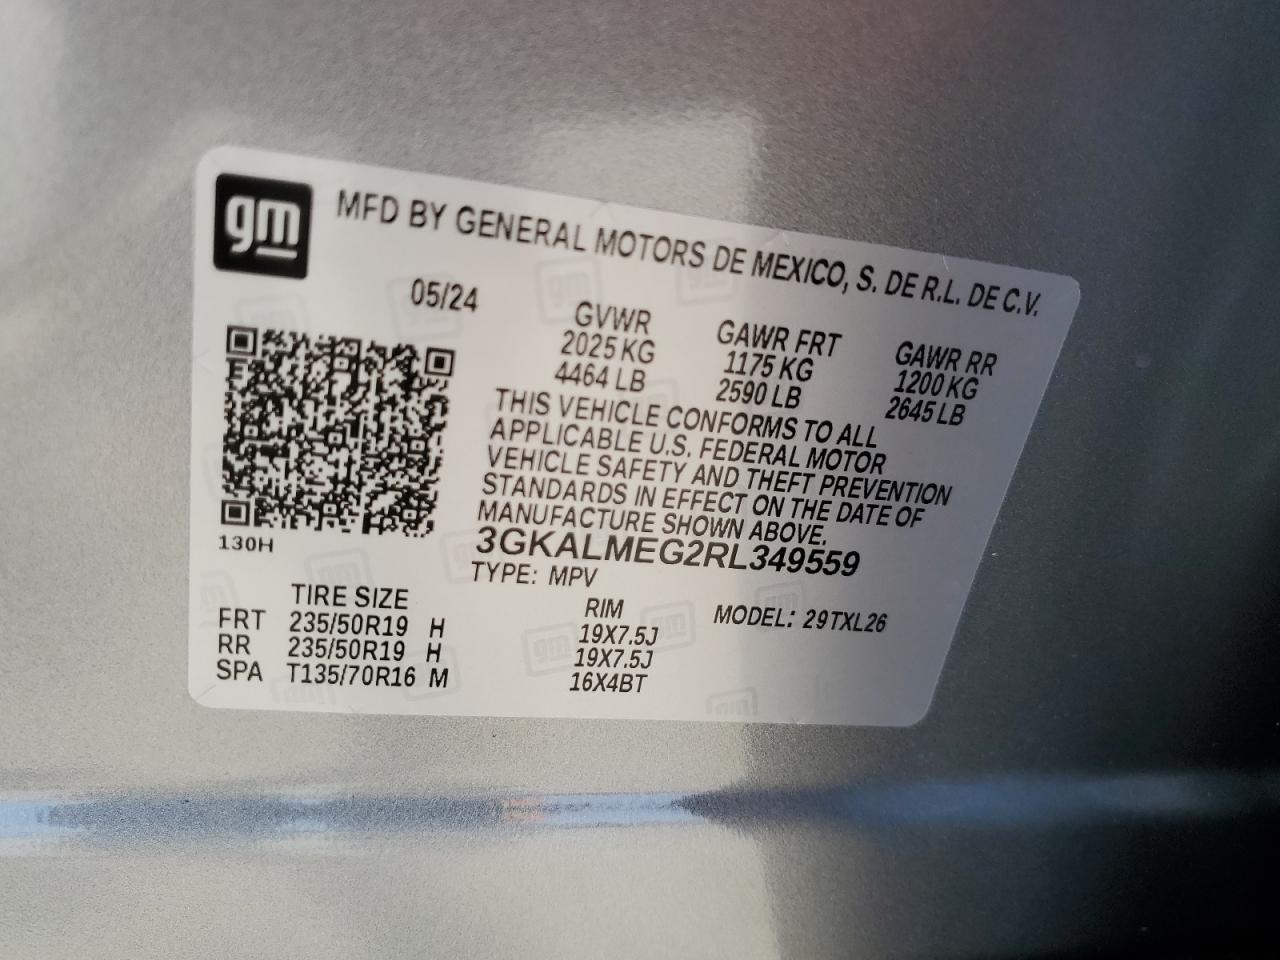 gm
MFD BY GENERAL MOTORS DE MEXICO, S. DE R.L. DE C.V.
05/24
GVWR GAWR FRT GAWR RR
2025 KG 1175 KG 1200 KG
4464 LB 2590 LB 2645 LB
THIS VEHICLE CONFORMS TO ALL
APPLICABLE U.S. FEDERAL MOTOR
VEHICLE SAFETY AND THEFT PREVENTION
STANDARDS IN EFFECT ON THE DATE OF
MANUFACTURE SHOWN ABOVE.
130H
3GKALMEG2RL349559
TYPE: MPV
TIRE SIZE RIM MODEL: 29TXL26
FRT 235/50R19 H 19X7.5J
RR 235/50R19 H 19X7.5J
SPA T135/70R16 M 16X4BT